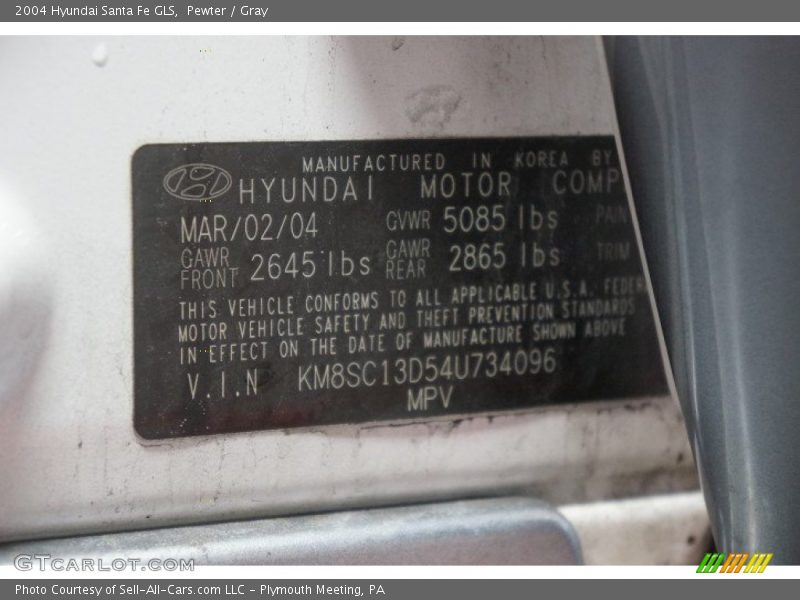 2004 Hyundai Santa Fe GLS, Pewter / Gray
MANUFACTURED IN KOREA BY
HYUNDAI MOTOR COMP
MAR/02/04 GVWR 5085 lbs PAIN
GAWR FRONT 2645 lbs GAWR REAR 2865 lbs TRIM
THIS VEHICLE CONFORMS TO ALL APPLICABLE U.S.A. FEDER
MOTOR VEHICLE SAFETY AND THEFT PREVENTION STANDARDS
IN EFFECT ON THE DATE OF MANUFACTURE SHOWN ABOVE
V.I.N KM8SC13D54U734096
MPV
GTCARLOT.COM
Photo Courtesy of Sell-All-Cars.com LLC - Plymouth Meeting, PA